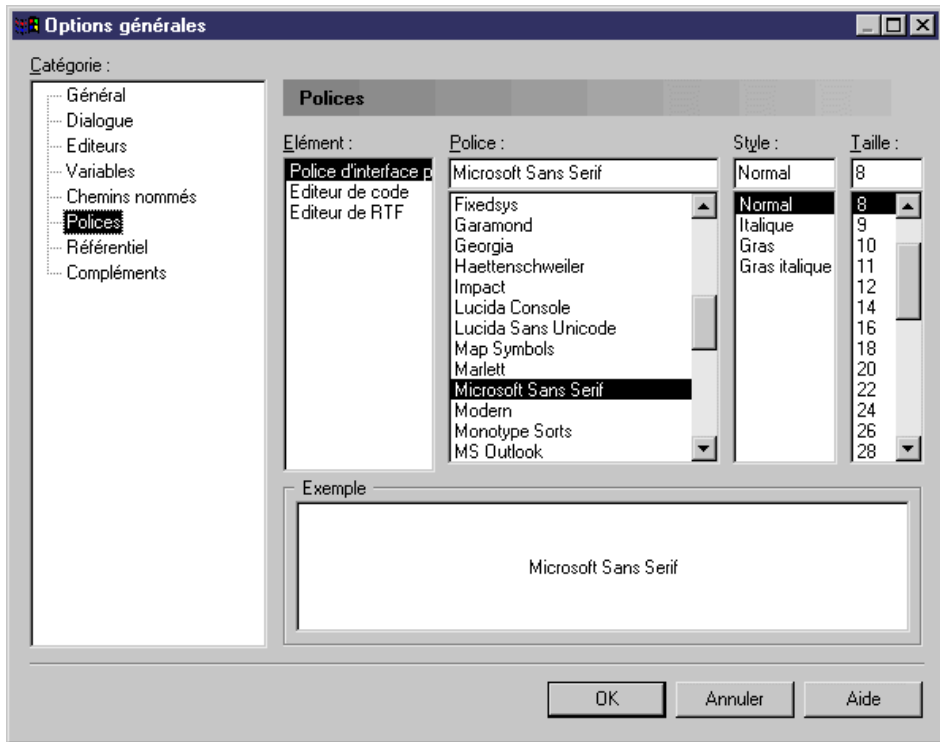 Options générales
Catégorie :
Général
Dialogue
Editeurs
Variables
Chemins nommés
Polices
Référentiel
Compléments
Polices
Elément :
Police d'interface p
Editeur de code
Editeur de RTF
Police :
Microsoft Sans Serif
Fixedsys
Garamond
Georgia
Haettenschweiler
Impact
Lucida Console
Lucida Sans Unicode
Map Symbols
Marlett
Microsoft Sans Serif
Modern
Monotype Sorts
MS Outlook
Style :
Normal
Normal
Italique
Gras
Gras italique
Taille :
8
8
9
10
11
12
14
16
18
20
22
24
26
28
Exemple
Microsoft Sans Serif
OK
Annuler
Aide